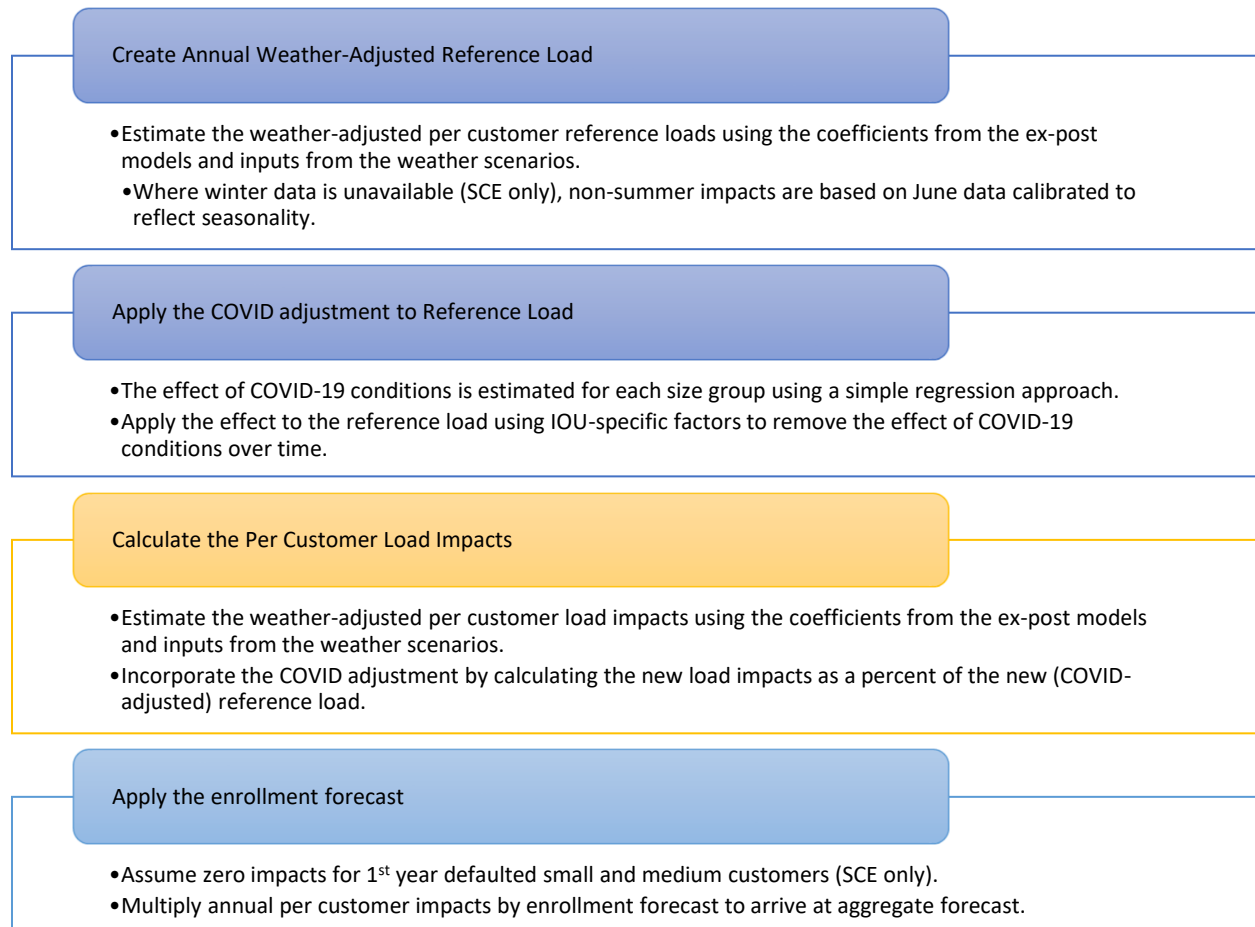 Create Annual Weather-Adjusted Reference Load
•Estimate the weather-adjusted per customer reference loads using the coefficients from the ex-post
models and inputs from the weather scenarios.
•Where winter data is unavailable (SCE only), non-summer impacts are based on June data calibrated to
reflect seasonality.
Apply the COVID adjustment to Reference Load
•The effect of COVID-19 conditions is estimated for each size group using a simple regression approach.
•Apply the effect to the reference load using IOU-specific factors to remove the effect of COVID-19
conditions over time.
Calculate the Per Customer Load Impacts
•Estimate the weather-adjusted per customer load impacts using the coefficients from the ex-post models
and inputs from the weather scenarios.
•Incorporate the COVID adjustment by calculating the new load impacts as a percent of the new (COVID-
adjusted) reference load.
Apply the enrollment forecast
•Assume zero impacts for 1st year defaulted small and medium customers (SCE only).
•Multiply annual per customer impacts by enrollment forecast to arrive at aggregate forecast.